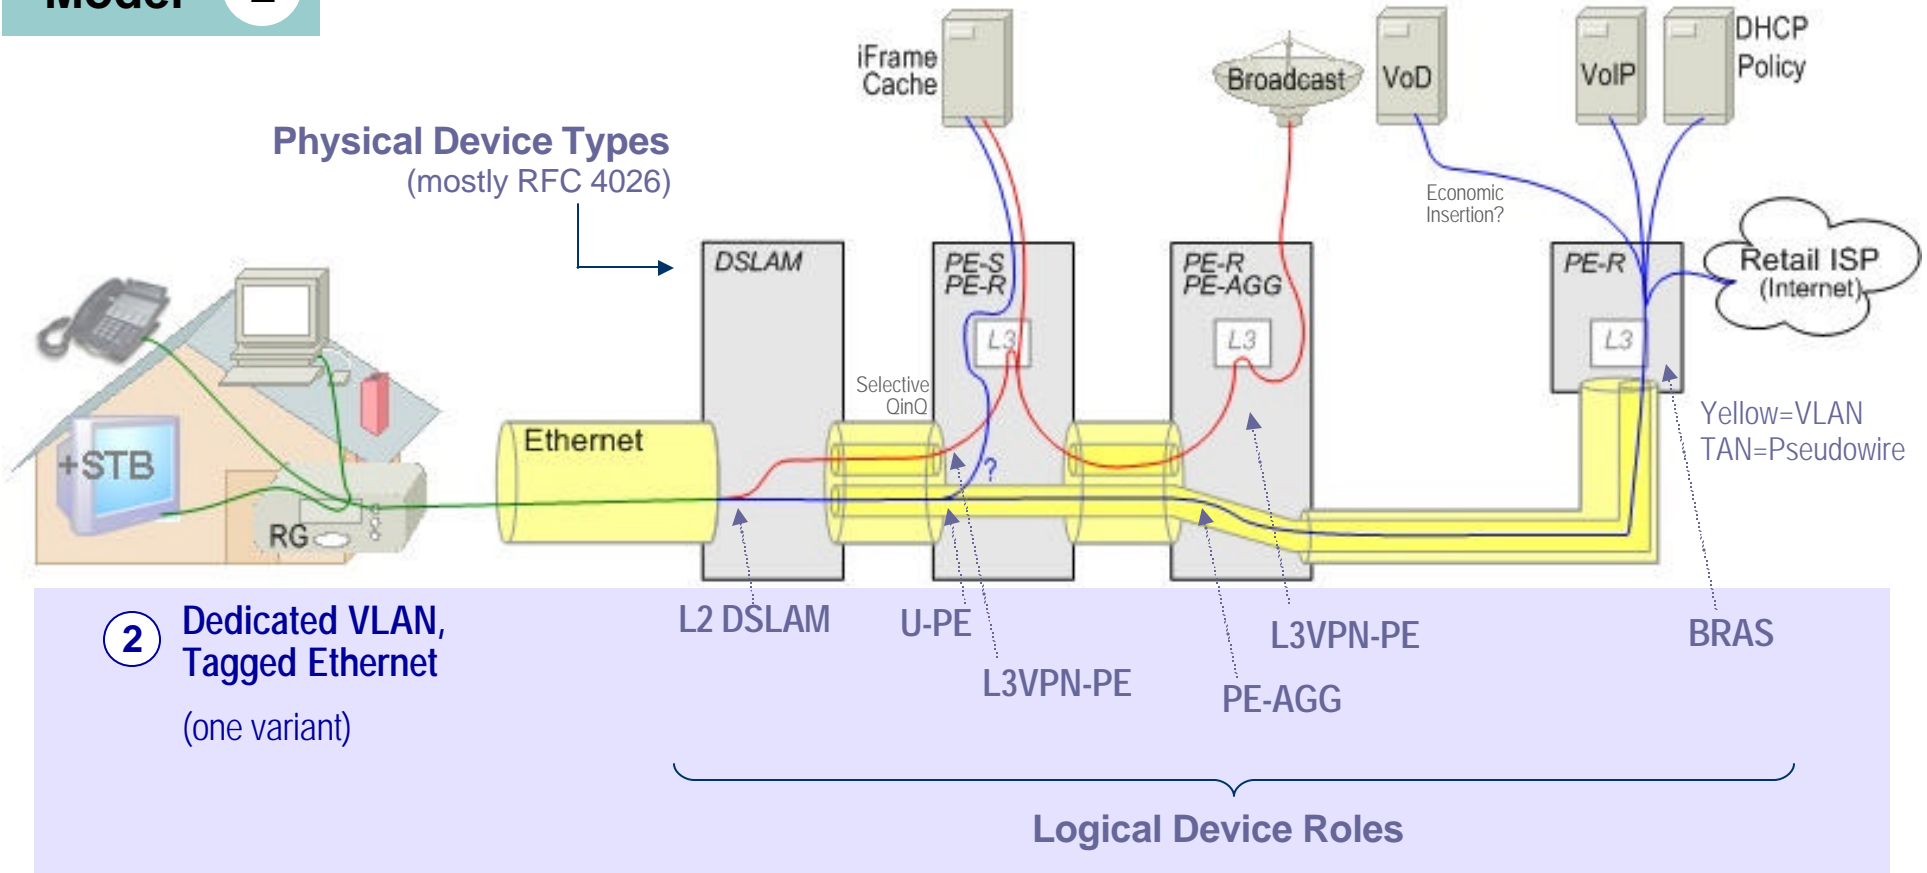 Model
iFrame
Cache
Broadcast
VoD
VoIP
DHCP
Policy
Physical Device Types
(mostly RFC 4026)
Economic
Insertion?
DSLAM
PE-S
PE-R
PE-R
PE-AGG
PE-R
Retail ISP
(Internet)
L3
L3
L3
Selective
QinQ
Ethernet
+STB
RG
?
Yellow=VLAN
TAN=Pseudowire
2
Dedicated VLAN,
Tagged Ethernet
(one variant)
L2 DSLAM
U-PE
L3VPN-PE
L3VPN-PE
PE-AGG
BRAS
Logical Device Roles